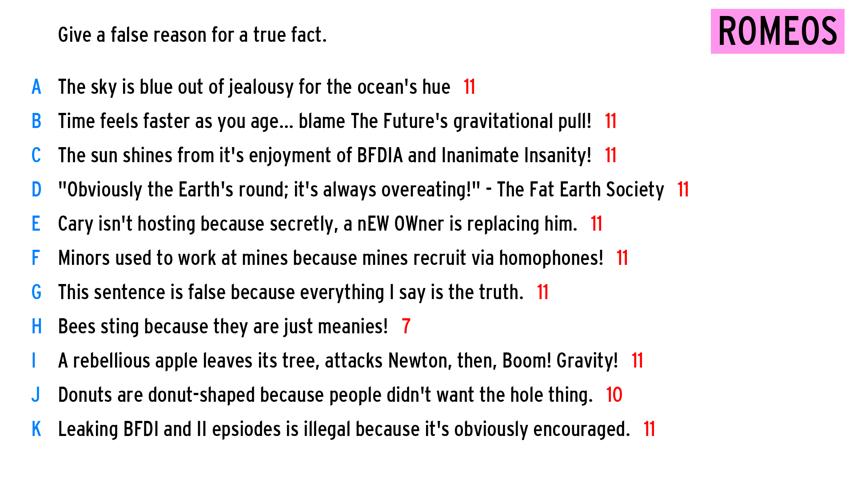 Give a false reason for a true fact.
ROMEOS
A The sky is blue out of jealousy for the ocean's hue 11
B Time feels faster as you age... blame The Future's gravitational pull! 11
C The sun shines from it's enjoyment of BFDIA and Inanimate Insanity! 11
D "Obviously the Earth's round; it's always overeating!" - The Fat Earth Society 11
E Cary isn't hosting because secretly, a nEW OWner is replacing him. 11
F Minors used to work at mines because mines recruit via homophones! 11
G This sentence is false because everything I say is the truth. 11
H Bees sting because they are just meanies! 7
I A rebellious apple leaves its tree, attacks Newton, then, Boom! Gravity! 11
J Donuts are donut-shaped because people didn't want the hole thing. 10
K Leaking BFDI and II epsiodes is illegal because it's obviously encouraged. 11